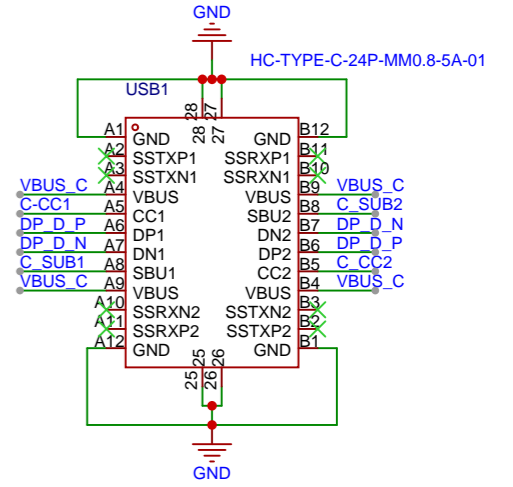 GND
HC-TYPE-C-24P-MM0.8-5A-01
USB1
28 27
28 27
A1 GND GND B12
A2 SSTXP1 SSRXP1 B11
A3 SSTXN1 SSRXN1 B10
VBUS_C A4 VBUS VBUS B9 VBUS_C
C-CC1 A5 CC1 SBU2 B8 C_SUB2
DP_D_P A6 DP1 DN2 B7 DP_D_N
DP_D_N A7 DN1 DP2 B6 DP_D_P
C_SUB1 A8 SBU1 CC2 B5 C_CC2
VBUS_C A9 VBUS VBUS B4 VBUS_C
A10 SSRXN2 SSTXN2 B3
A11 SSRXP2 SSTXP2 B2
A12 GND GND B1
25 26
25 26
GND